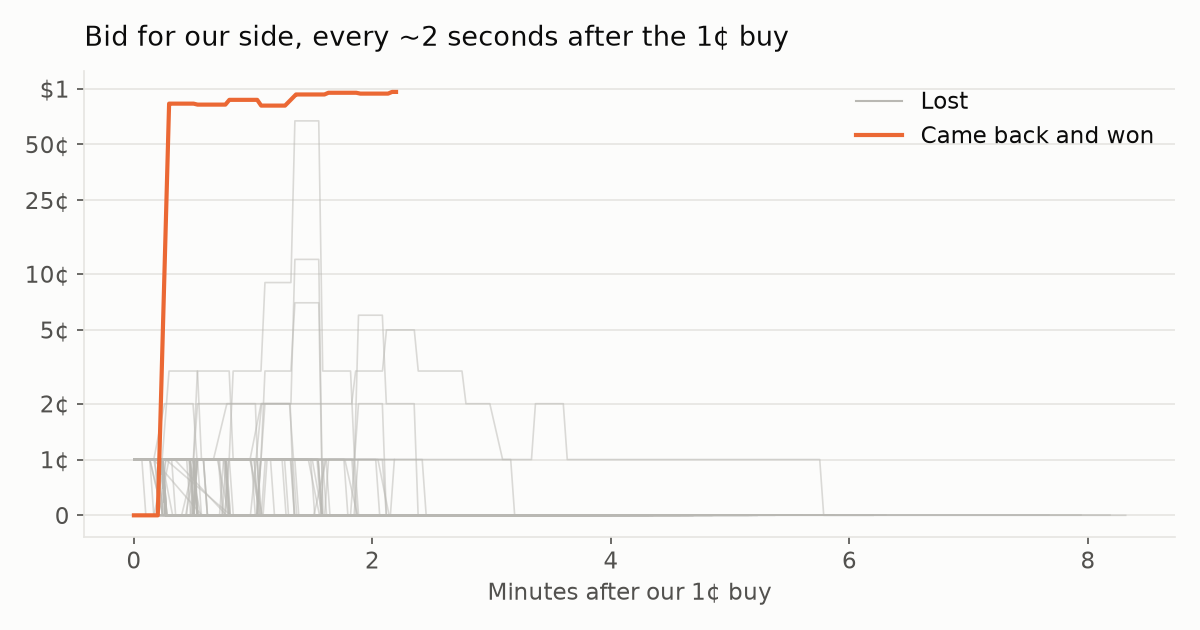 Bid for our side, every ~2 seconds after the 1¢ buy
$1
50¢
25¢
10¢
5¢
2¢
1¢
0
Lost
Came back and won
0 2 4 6 8
Minutes after our 1¢ buy